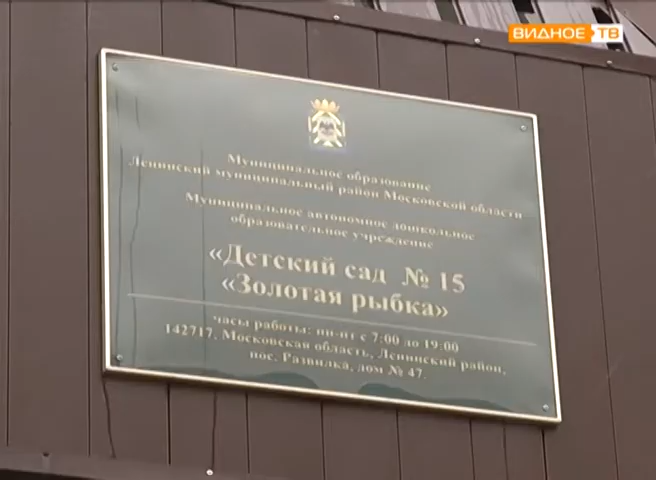 ВИДНОЕ ТВ
Муниципальное образование
Ленинский муниципальный район Московской области
Муниципальное автономное дошкольное
образовательное учреждение
«Детский сад № 15
«Золотая рыбка»
часы работы: пн-пт с 7:00 до 19:00
142717, Московская область, Ленинский район,
пос. Развилка, дом № 47.